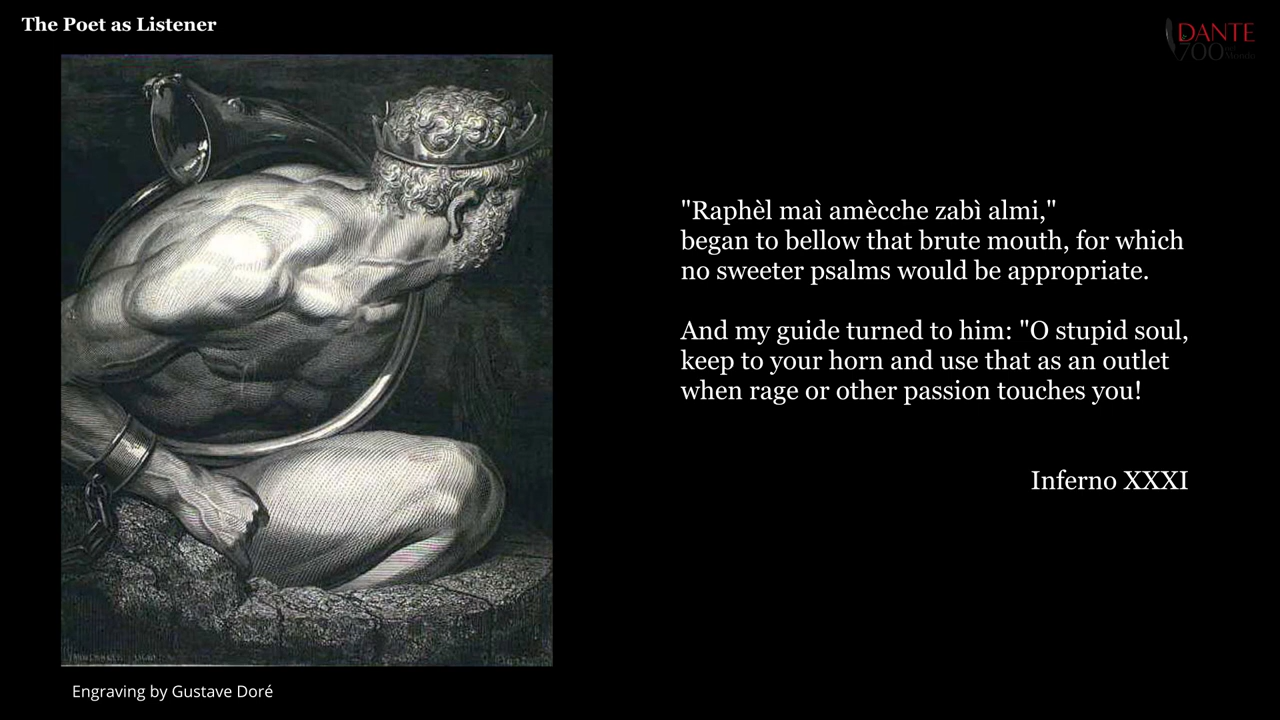 The Poet as Listener
DANTE
700
"Raphèl maì amècche zabì almi,"
began to bellow that brute mouth, for which
no sweeter psalms would be appropriate.
And my guide turned to him: "O stupid soul,
keep to your horn and use that as an outlet
when rage or other passion touches you!
Inferno XXXI
Engraving by Gustave Doré